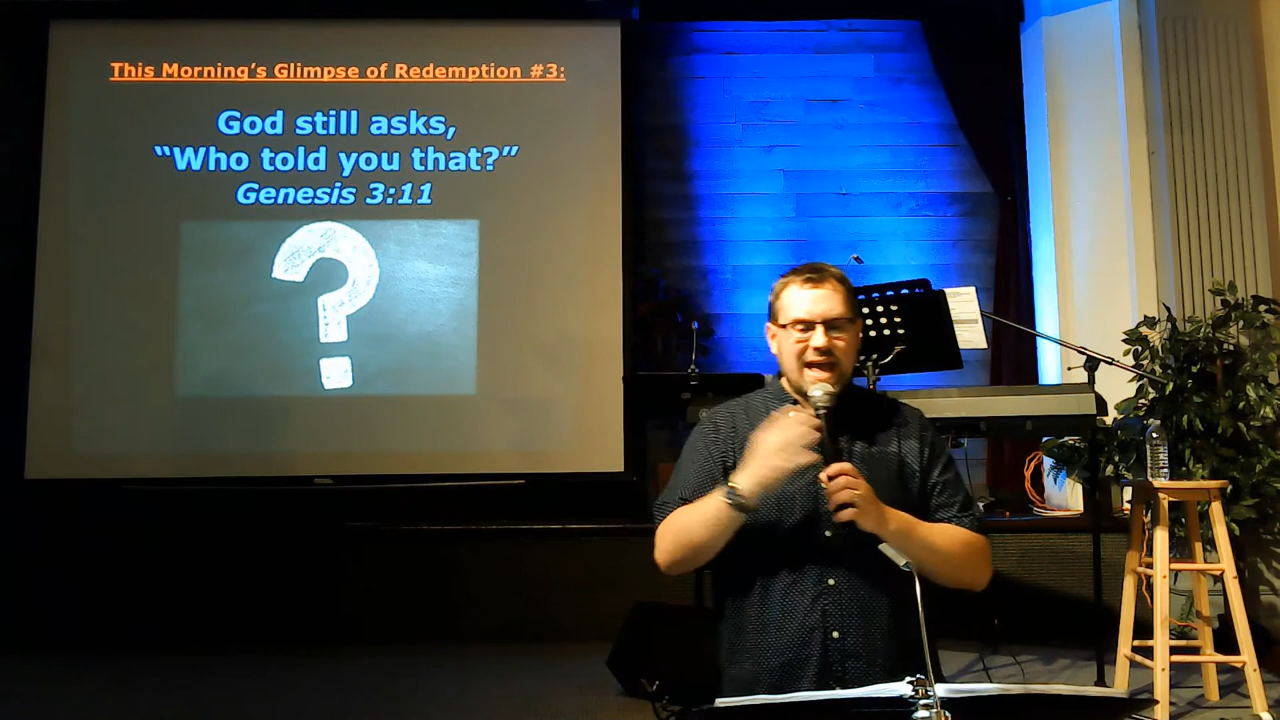 This Morning's Glimpse of Redemption #3:
God still asks,
“Who told you that?”
Genesis 3:11